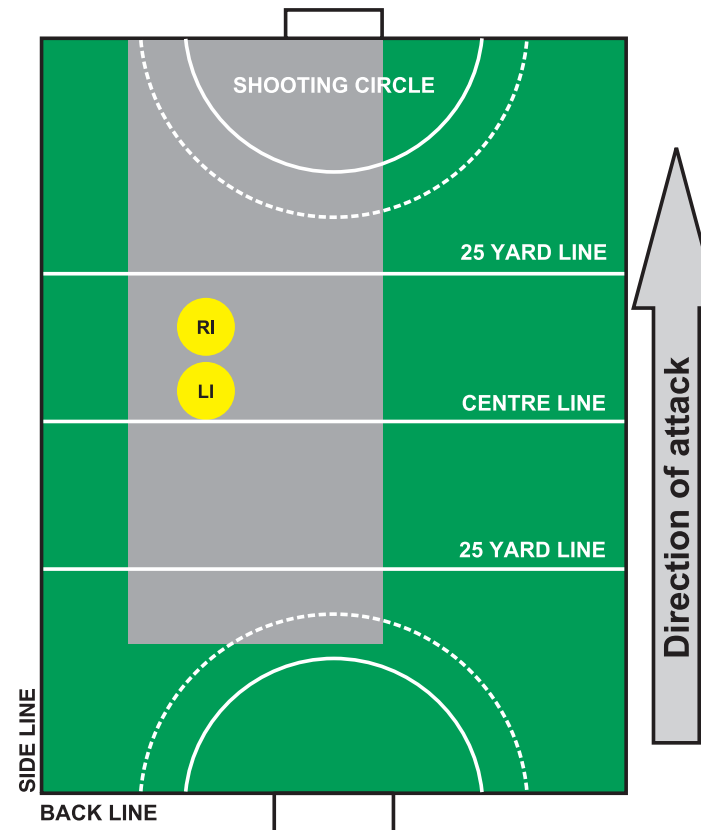 SHOOTING CIRCLE
25 YARD LINE
RI
LI
CENTRE LINE
25 YARD LINE
Direction of attack
SIDE LINE
BACK LINE